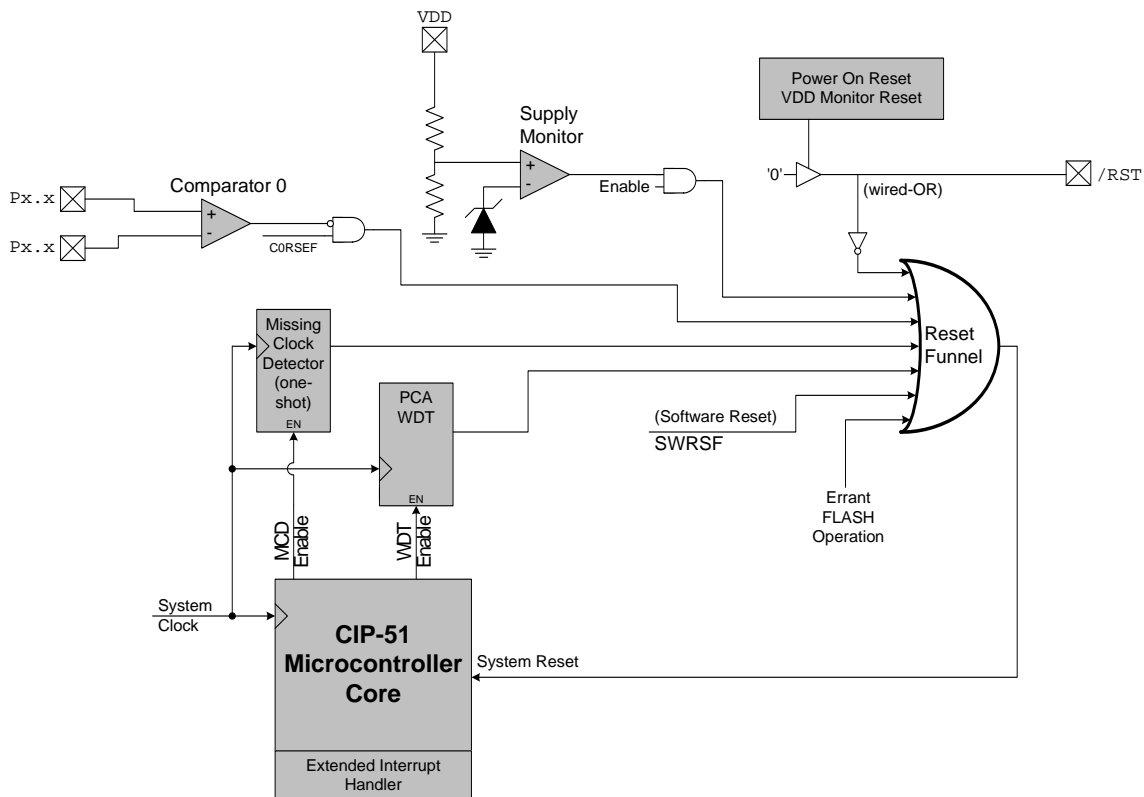 VDD
Power On Reset
VDD Monitor Reset
Supply
Monitor
+
-
Enable
'0'
(wired-OR)
/RST
Px.x
Px.x
Comparator 0
+
-
C0RSEF
Missing
Clock
Detector
(one-
shot)
EN
PCA
WDT
EN
Reset
Funnel
(Software Reset)
SWRSF
Errant
FLASH
Operation
MCD
Enable
WDT
Enable
System
Clock
CIP-51
Microcontroller
Core
System Reset
Extended Interrupt
Handler